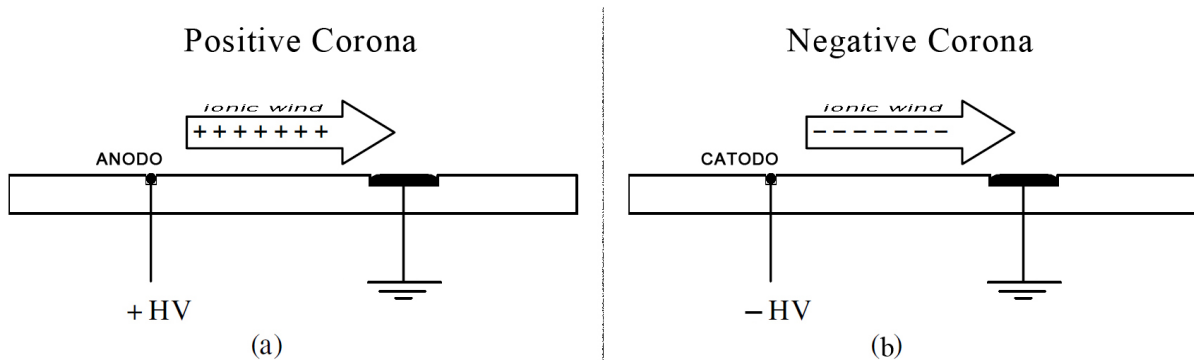 Positive Corona
ionic wind
+ + + + + + +
ANODO
+ HV
(a)
Negative Corona
ionic wind
− − − − − − −
CATODO
− HV
(b)